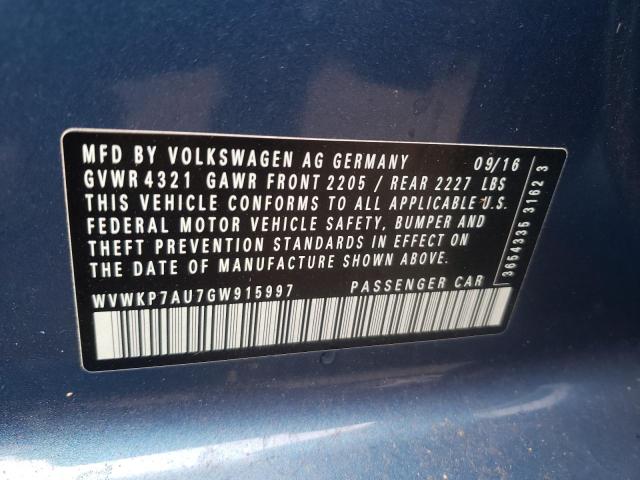 MFD BY VOLKSWAGEN AG GERMANY 09/16
GVWR 4321 GAWR FRONT 2205 / REAR 2227 LBS
THIS VEHICLE CONFORMS TO ALL APPLICABLE U.S.
FEDERAL MOTOR VEHICLE SAFETY, BUMPER AND
THEFT PREVENTION STANDARDS IN EFFECT ON
THE DATE OF MANUFACTURE SHOWN ABOVE.
WVWKP7AU7GW915997 PASSENGER CAR
3654335 3162 3